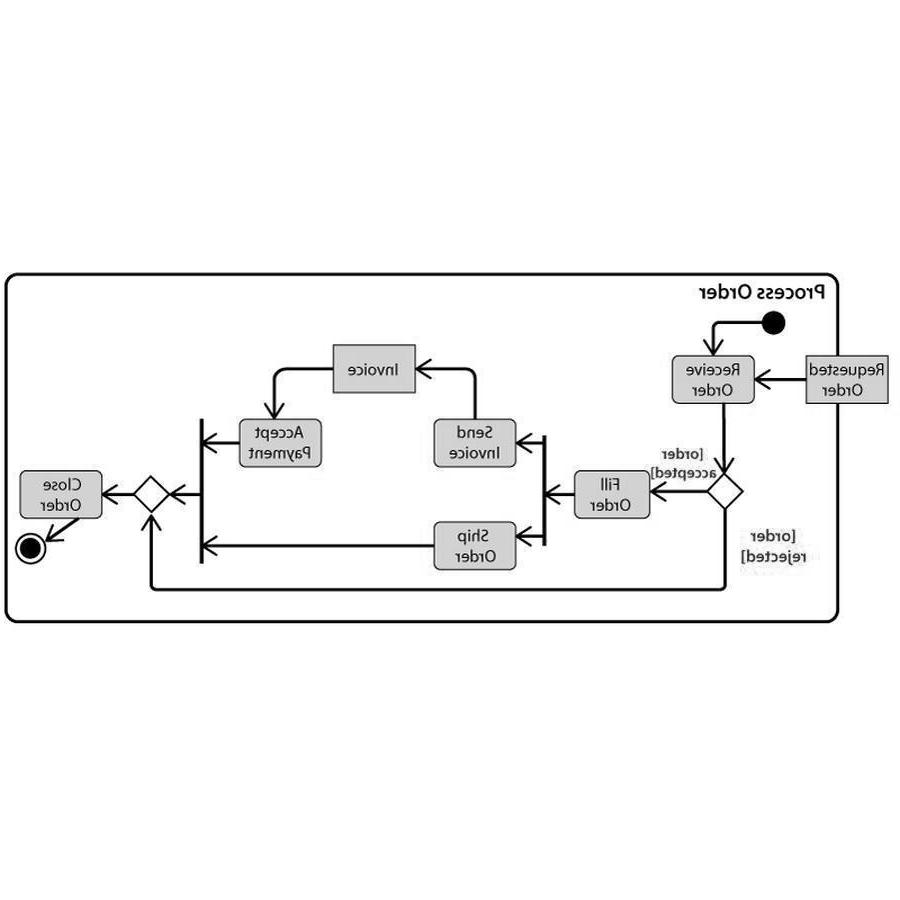 Process Order
Requested
Order
Receive
Order
[order
accepted]
[order
rejected]
Fill
Order
Send
Invoice
Ship
Order
Invoice
Accept
Payment
Close
Order